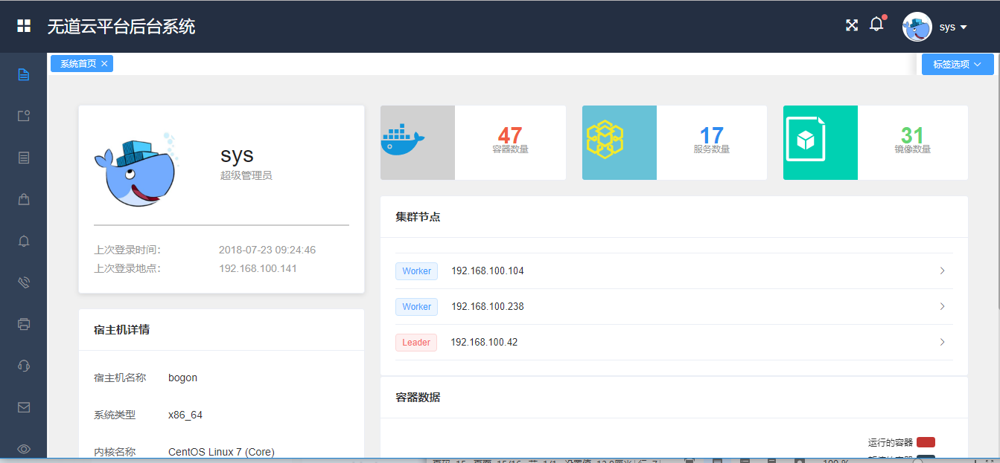 无道云平台后台系统
sys
系统首页
标签选项
sys
超级管理员
上次登录时间:
2018-07-23 09:24:46
上次登录地点:
192.168.100.141
47
容器数量
17
服务数量
31
镜像数量
集群节点
Worker
192.168.100.104
Worker
192.168.100.238
Leader
192.168.100.42
宿主机详情
宿主机名称
bogon
系统类型
x86_64
内核名称
CentOS Linux 7 (Core)
容器数据
运行的容器